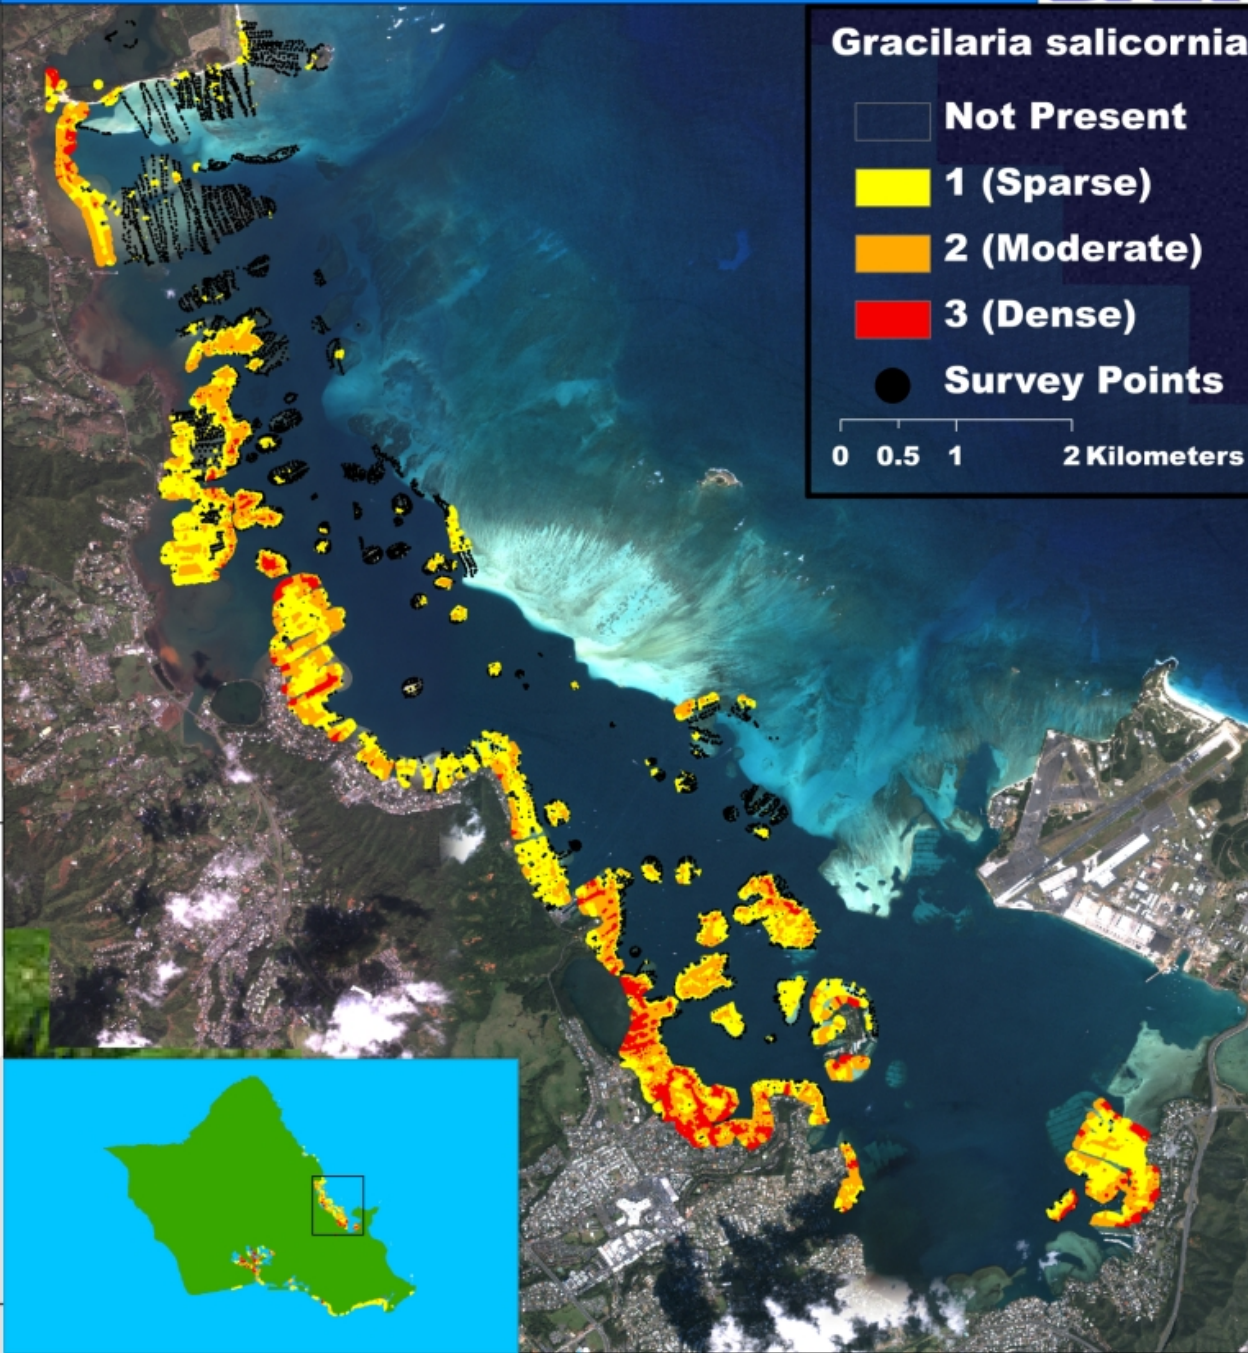 Gracilaria salicornia
Not Present
1 (Sparse)
2 (Moderate)
3 (Dense)
Survey Points
0 0.5 1 2 Kilometers